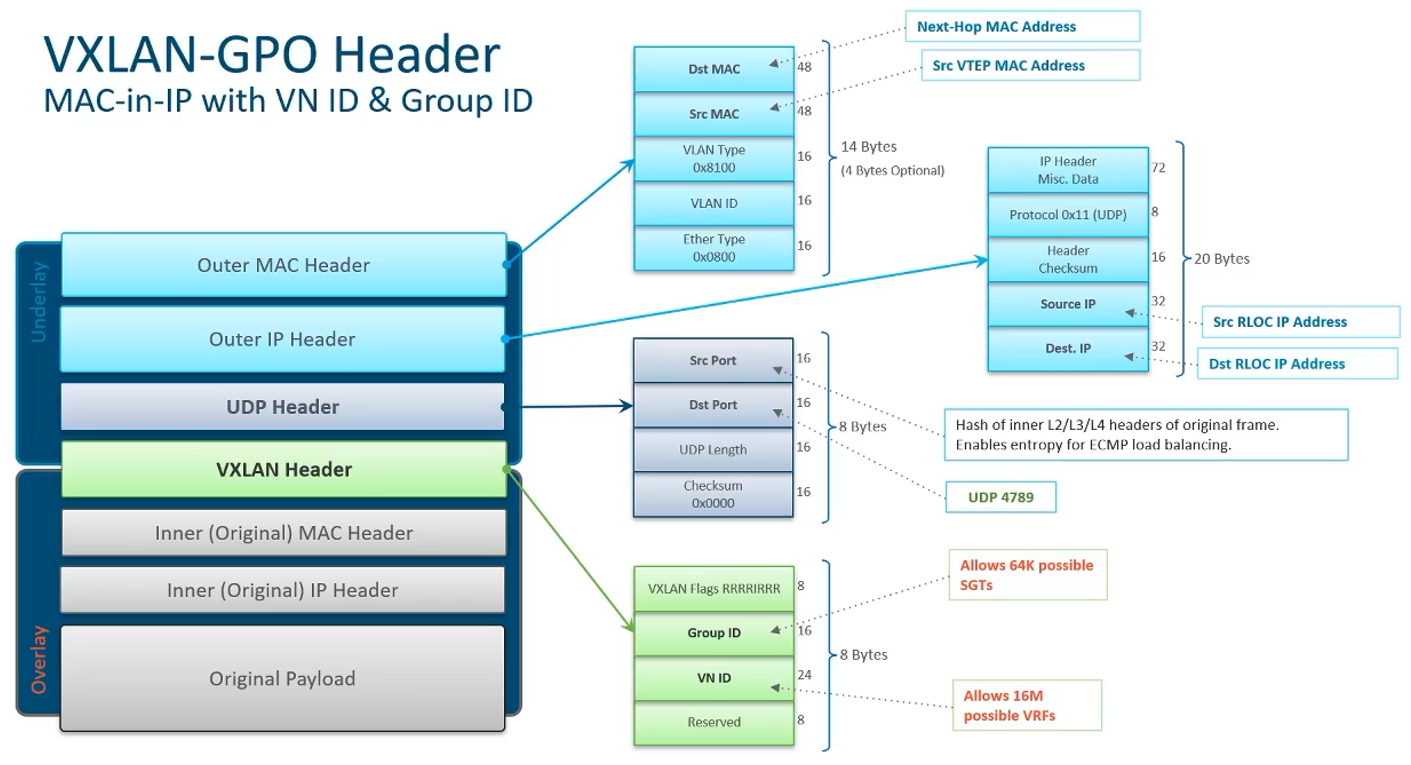 VXLAN-GPO Header
MAC-in-IP with VN ID & Group ID
Underlay
Outer MAC Header
Outer IP Header
UDP Header
VXLAN Header
Overlay
Inner (Original) MAC Header
Inner (Original) IP Header
Original Payload
Dst MAC
48
Src MAC
48
VLAN Type
0x8100
16
VLAN ID
16
Ether Type
0x0800
16
14 Bytes
(4 Bytes Optional)
Next-Hop MAC Address
Src VTEP MAC Address
IP Header
Misc. Data
72
Protocol 0x11 (UDP)
8
Header
Checksum
16
Source IP
32
Dest. IP
32
20 Bytes
Src RLOC IP Address
Dst RLOC IP Address
Src Port
16
Dst Port
16
UDP Length
16
Checksum
0x0000
16
8 Bytes
Hash of inner L2/L3/L4 headers of original frame.
Enables entropy for ECMP load balancing.
UDP 4789
VXLAN Flags RRRRIRRR
8
Group ID
16
VN ID
24
Reserved
8
8 Bytes
Allows 64K possible
SGTs
Allows 16M
possible VRFs